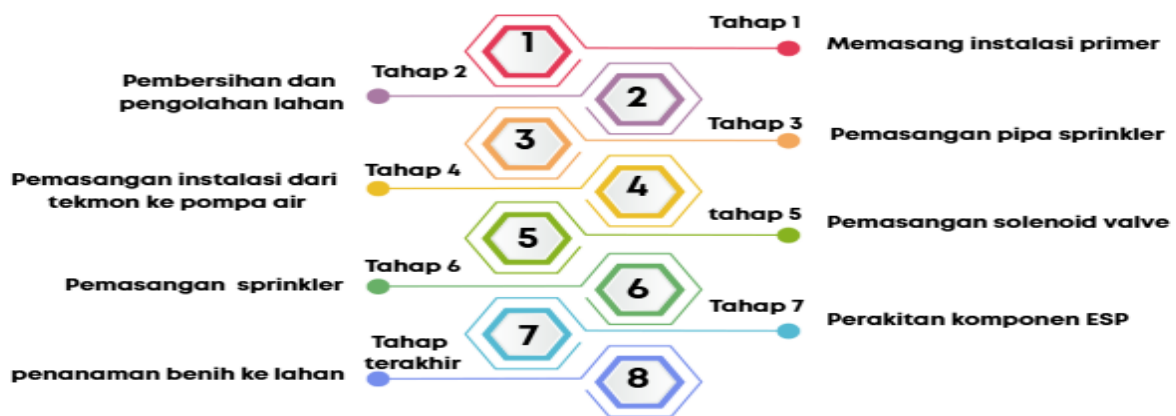 1
Tahap 1
Memasang instalasi primer
Tahap 2
Pembersihan dan
pengolahan lahan
2
3
Tahap 3
Pemasangan pipa sprinkler
Tahap 4
Pemasangan instalasi dari
tekmon ke pompa air
4
5
tahap 5
Pemasangan solenoid valve
Tahap 6
Pemasangan sprinkler
6
7
Tahap 7
Perakitan komponen ESP
Tahap
terakhir
penanaman benih ke lahan
8